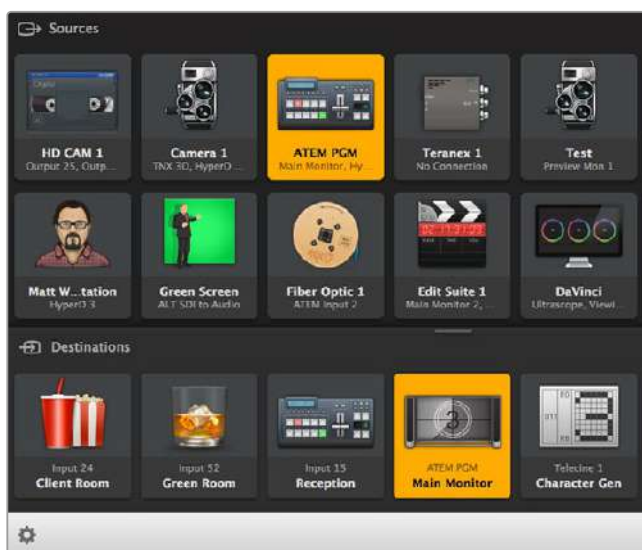 Sources
HD CAM 1
Output 25, Outp...
Camera 1
TNX 3D, HyperD ...
ATEM PGM
Main Monitor, Hy...
Teranex 1
No Connection
Test
Preview Mon 1
Matt W...tation
HyperD 3
Green Screen
ALT SDI to Audio
Fiber Optic 1
ATEM Input 2
Edit Suite 1
Main Monitor 2, ...
DaVinci
Ultrascope, Viewi...
Destinations
3
Input 24
Client Room
Input 52
Green Room
Input 15
Reception
ATEM PGM
Main Monitor
Telecine 1
Character Gen